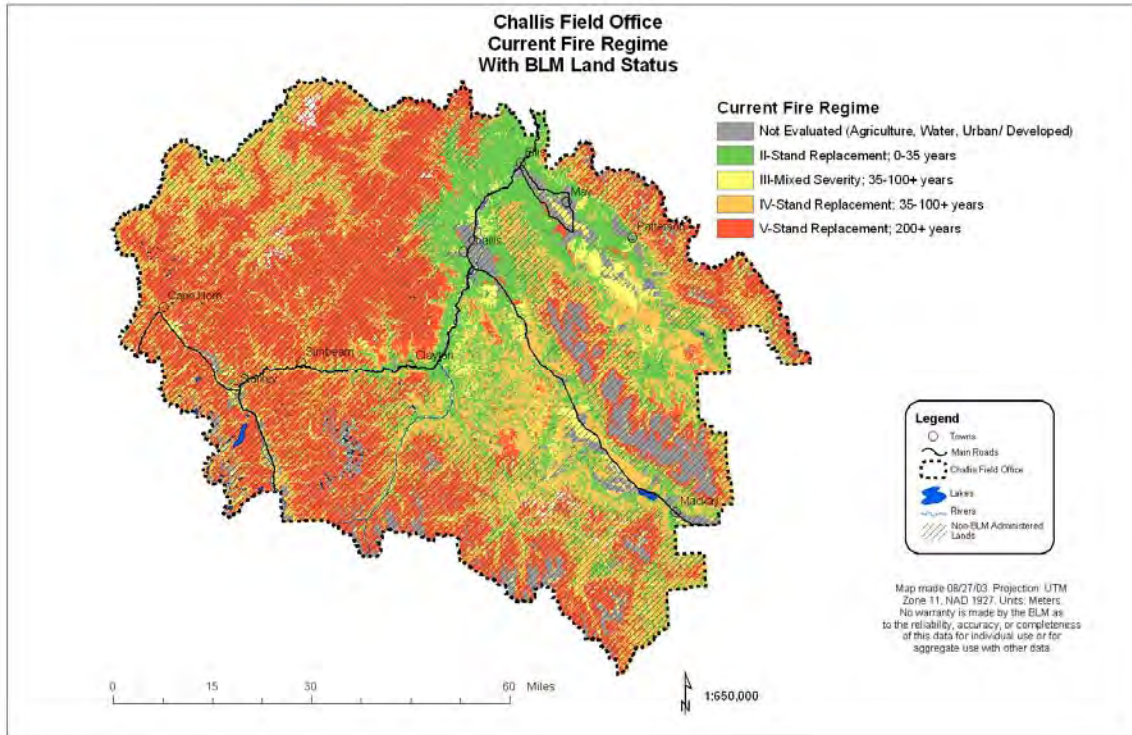 Challis Field Office
Current Fire Regime
With BLM Land Status
Current Fire Regime
Not Evaluated (Agriculture, Water, Urban/ Developed)
II-Stand Replacement; 0-35 years
III-Mixed Severity; 35-100+ years
IV-Stand Replacement; 35-100+ years
V-Stand Replacement; 200+ years
Ellis
May
Patterson
Challis
Cape Horn
Sunbeam
Clayton
Stanley
Mackay
Legend
Towns
Main Roads
Challis Field Office
Lakes
Rivers
Non-BLM Administered
Lands
Map made 08/27/03. Projection: UTM
Zone 11, NAD 1927. Units: Meters.
No warranty is made by the BLM as
to the reliability, accuracy, or completeness
of this data for individual use or for
aggregate use with other data
0 15 30 60 Miles
N
1:650,000